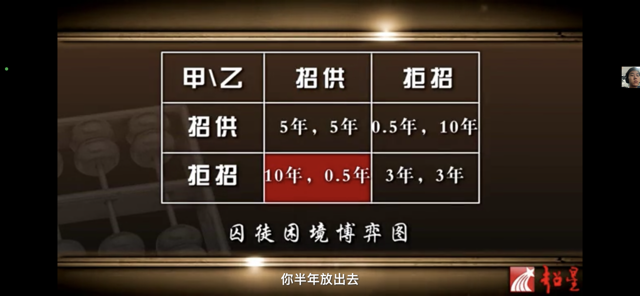 甲\乙 招供 拒招
招供 5年，5年 0.5年，10年
拒招 10年，0.5年 3年，3年
囚徒困境博弈图
你半年放出去
超星